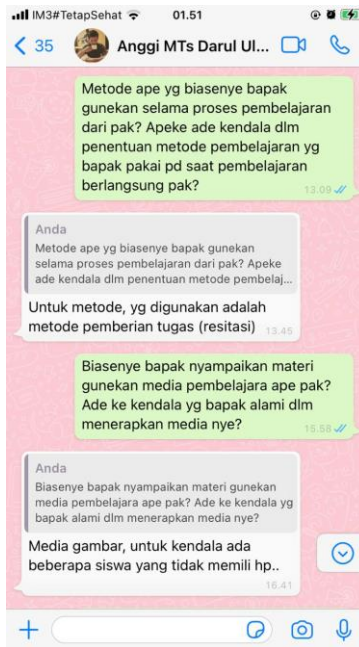 IM3#TetapSehat 01.51
35 Anggi MTs Darul Ul...
Metode ape yg biasenye bapak
gunekan selama proses pembelajaran
dari pak? Apeke ade kendala dlm
penentuan metode pembelajaran yg
bapak pakai pd saat pembelajaran
berlangsung pak?
13.09
Anda
Metode ape yg biasenye bapak gunekan
selama proses pembelajaran dari pak? Apeke
ade kendala dlm penentuan metode pembelaj...
Untuk metode, yg digunakan adalah
metode pemberian tugas (resitasi)
13.45
Biasenye bapak nyampaikan materi
gunekan media pembelajara ape pak?
Ade ke kendala yg bapak alami dlm
menerapkan media nye?
15.58
Anda
Biasenye bapak nyampaikan materi gunekan
media pembelajara ape pak? Ade ke kendala yg
bapak alami dlm menerapkan media nye?
Media gambar, untuk kendala ada
beberapa siswa yang tidak memili hp..
16.41